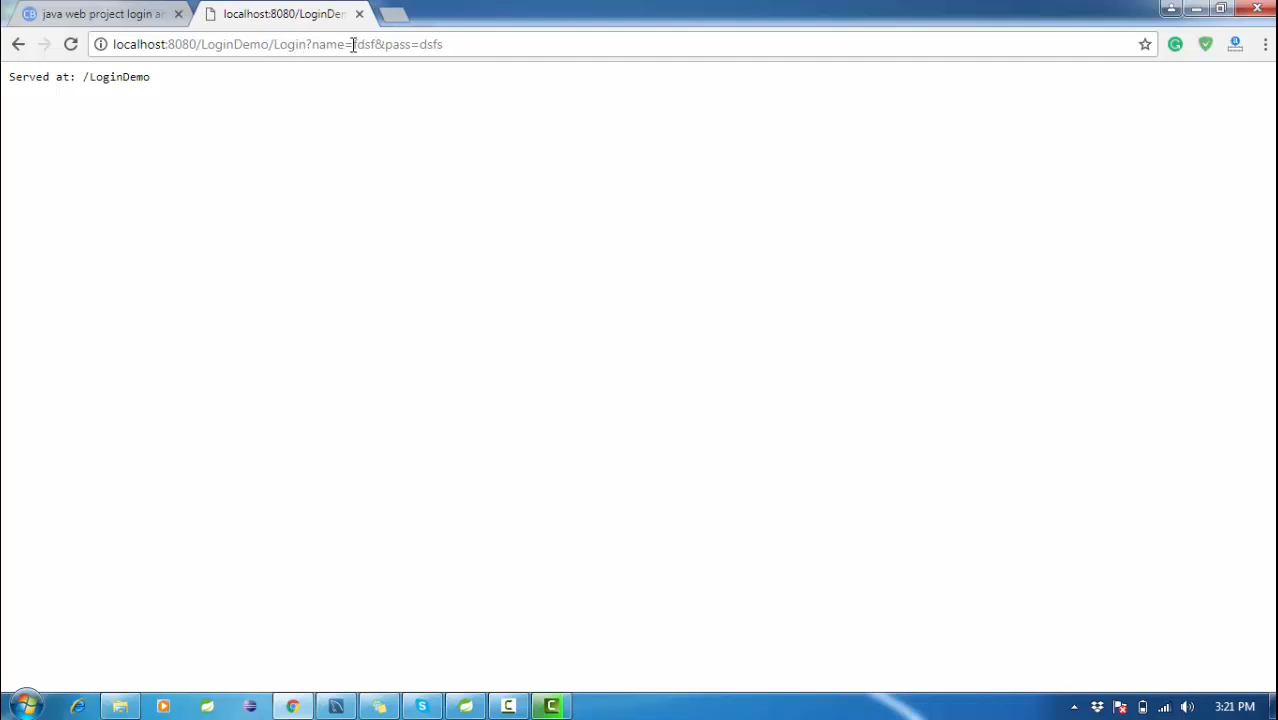 java web project login a
localhost:8080/LoginDe
localhost:8080/LoginDemo/Login?name=fdsf&pass=dsfs
Served at: /LoginDemo
3:21 PM